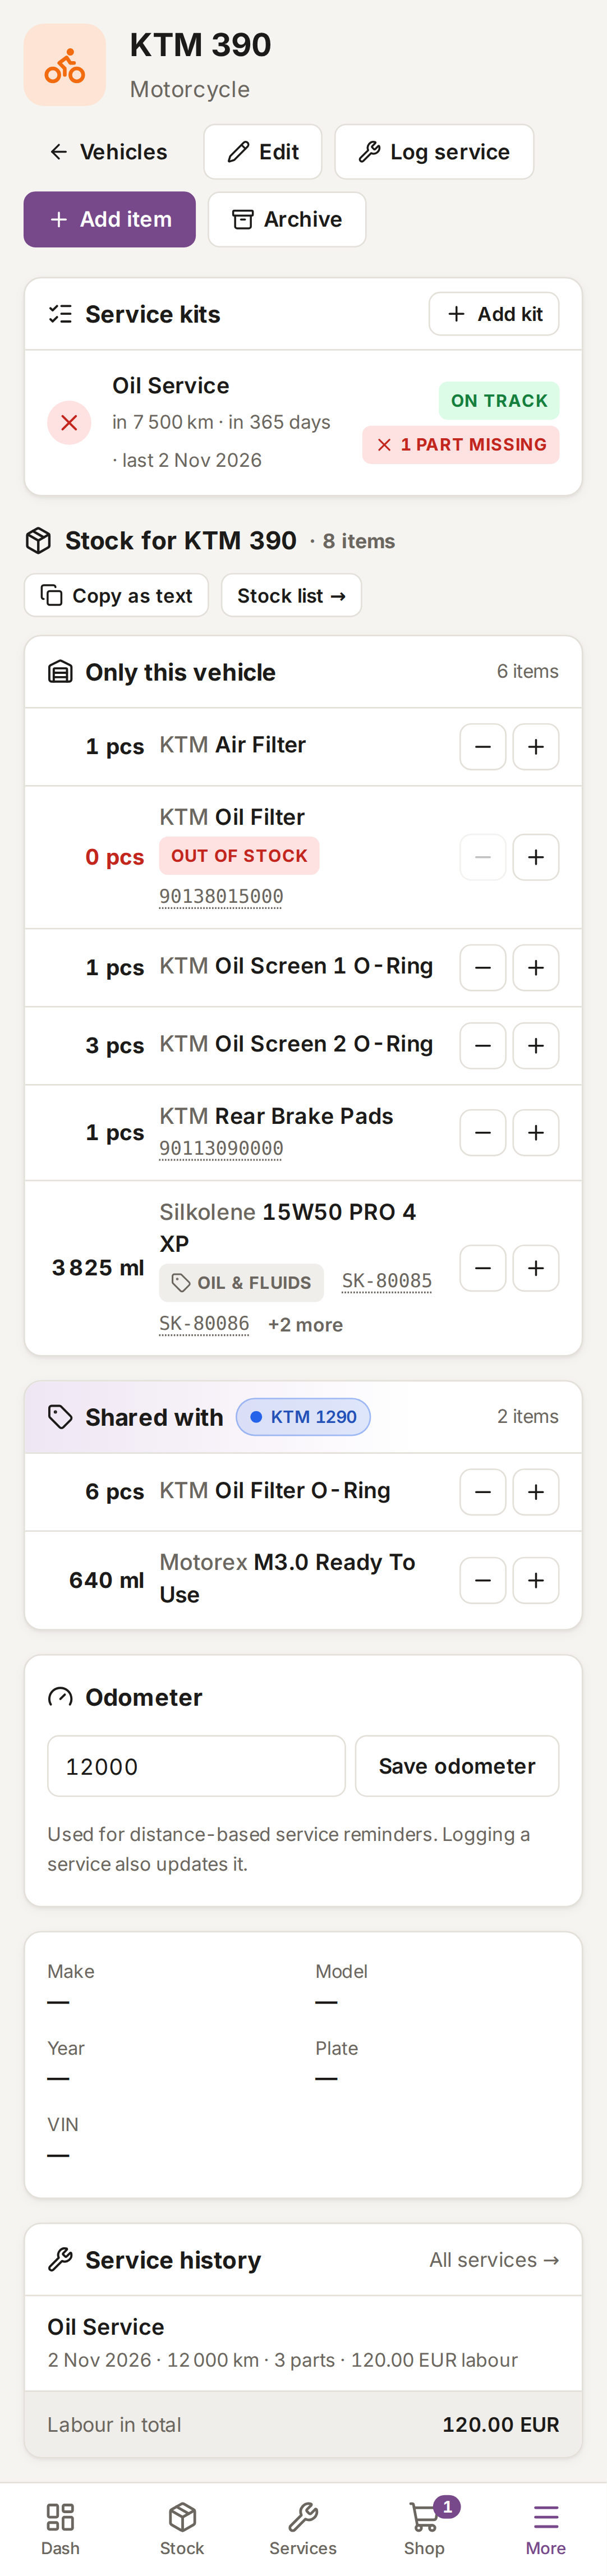 KTM 390
Motorcycle
← Vehicles
Edit
Log service
+ Add item
Archive
Service kits
+ Add kit
Oil Service
in 7 500 km · in 365 days
· last 2 Nov 2026
ON TRACK
× 1 PART MISSING
Stock for KTM 390 · 8 items
Copy as text
Stock list →
Only this vehicle
6 items
1 pcs KTM Air Filter
KTM Oil Filter
0 pcs OUT OF STOCK
90138015000
1 pcs KTM Oil Screen 1 O-Ring
3 pcs KTM Oil Screen 2 O-Ring
KTM Rear Brake Pads
1 pcs
90113090000
Silkolene 15W50 PRO 4
XP
3 825 ml OIL & FLUIDS SK-80085
SK-80086 +2 more
Shared with KTM 1290
2 items
6 pcs KTM Oil Filter O-Ring
640 ml Motorex M3.0 Ready To
Use
Odometer
12000
Save odometer
Used for distance-based service reminders. Logging a
service also updates it.
Make Model
— —
Year Plate
— —
VIN
—
Service history
All services →
Oil Service
2 Nov 2026 · 12 000 km · 3 parts · 120.00 EUR labour
Labour in total 120.00 EUR
1
Dash Stock Services Shop More